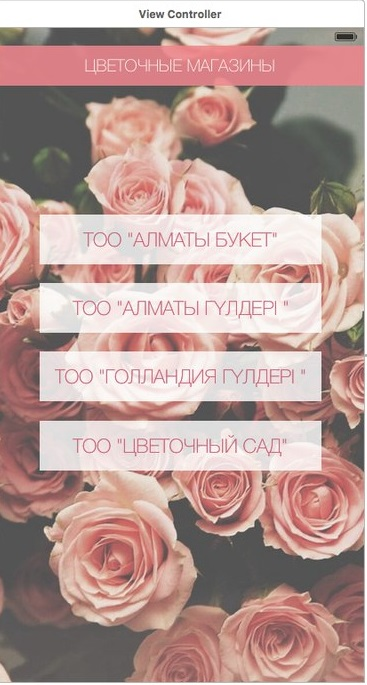 View Controller
ЦВЕТОЧНЫЕ МАГАЗИНЫ
ТОО "АЛМАТЫ БУКЕТ"
ТОО "АЛМАТЫ ГҮЛДЕРІ "
ТОО "ГОЛЛАНДИЯ ГҮЛДЕРІ "
ТОО "ЦВЕТОЧНЫЙ САД"